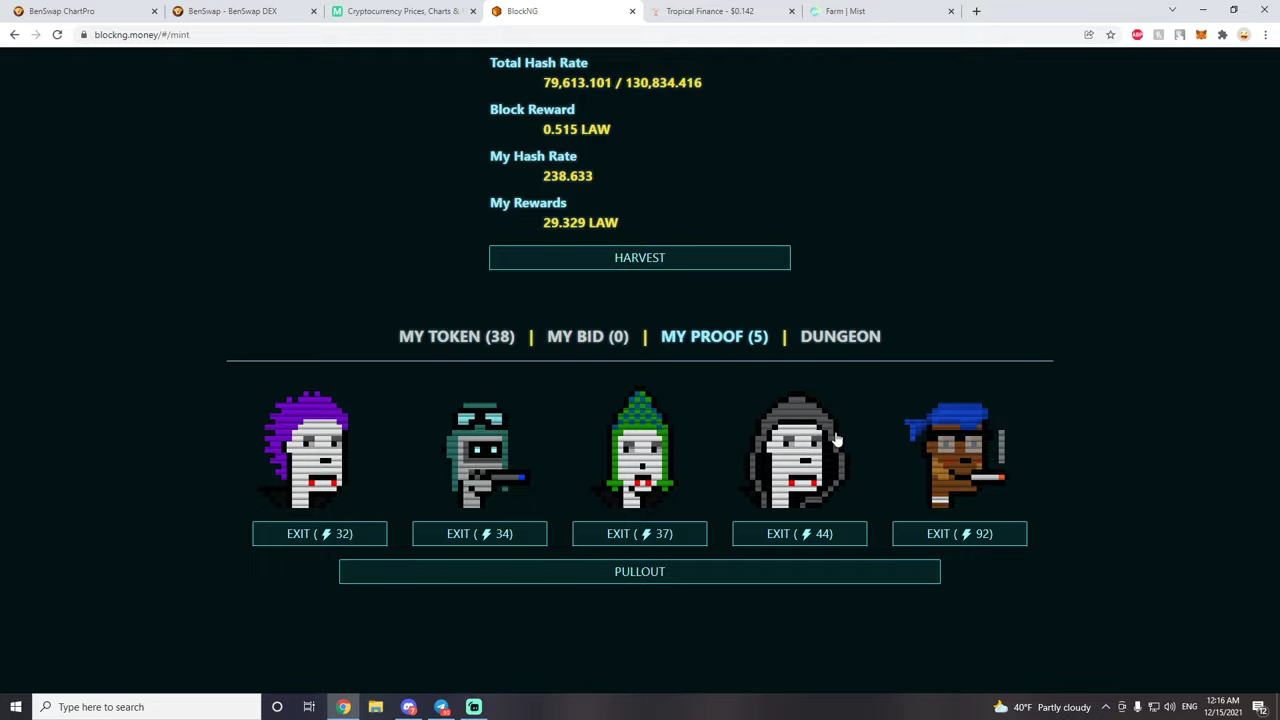 BenSwap ChartPro
BenSwap - BenSwap DEX
Cryptocurrency Prices, Charts &
BlockNG
Tropical Finance - $0.142
Farm | Mist
blockng.money/#/mint
Total Hash Rate
79,613.101 / 130,834.416
Block Reward
0.515 LAW
My Hash Rate
238.633
My Rewards
29.329 LAW
HARVEST
MY TOKEN (38) | MY BID (0) | MY PROOF (5) | DUNGEON
EXIT ( ⚡ 32)
EXIT ( ⚡ 34)
EXIT ( ⚡ 37)
EXIT ( ⚡ 44)
EXIT ( ⚡ 92)
PULLOUT
Type here to search
40°F Partly cloudy
ENG
12:16 AM
12/15/2021